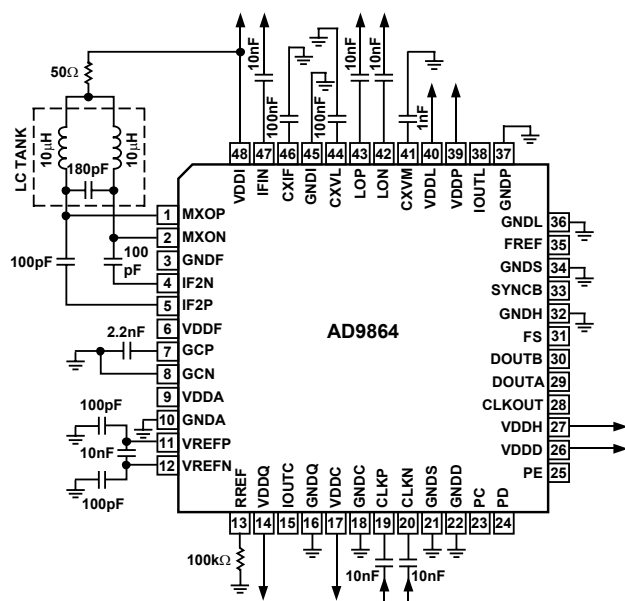 10nF
100nF
100nF
10nF
10nF
1nF
50Ω
LC TANK
10μH
10μH
180pF
48 47 46 45 44 43 42 41 40 39 38 37
VDDI IFIN CXIF GNDI CXVL LOP LON CXVM VDDL VDDP IOUTL GNDP
1 MXOP
2 MXON
3 GNDF
4 IF2N
5 IF2P
6 VDDF
7 GCP
8 GCN
9 VDDA
10 GNDA
11 VREFP
12 VREFN
100pF
100
pF
2.2nF
100pF
10nF
100pF
AD9864
GNDL 36
FREF 35
GNDS 34
SYNCB 33
GNDH 32
FS 31
DOUTB 30
DOUTA 29
CLKOUT 28
VDDH 27
VDDD 26
PE 25
RREF VDDQ IOUTC GNDQ VDDC GNDC CLKP CLKN GNDS GNDD PC PD
13 14 15 16 17 18 19 20 21 22 23 24
100kΩ
10nF
10nF